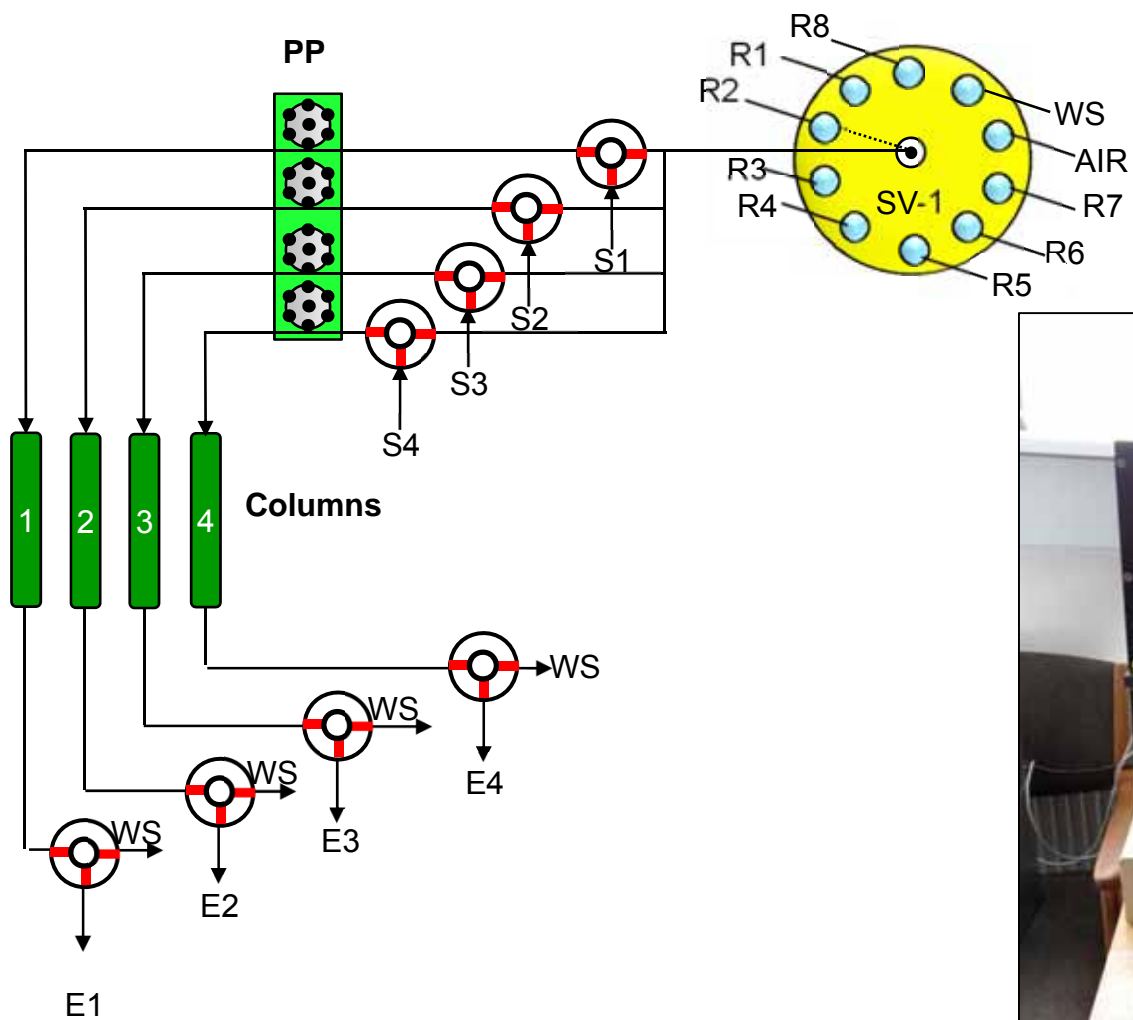 PP
R8
R1
R2
WS
AIR
R3
R4
SV-1
R7
R6
R5
S1
S2
S3
S4
1
2
3
4
Columns
WS
WS
E4
WS
E3
WS
E2
E1